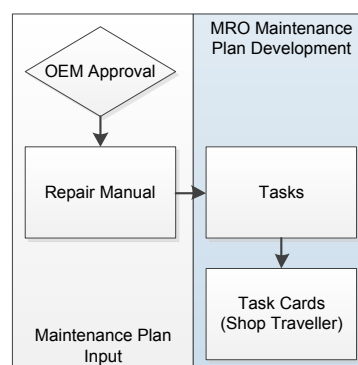 MRO Maintenance
Plan Development
OEM Approval
Repair Manual
Tasks
Task Cards
(Shop Traveller)
Maintenance Plan
Input